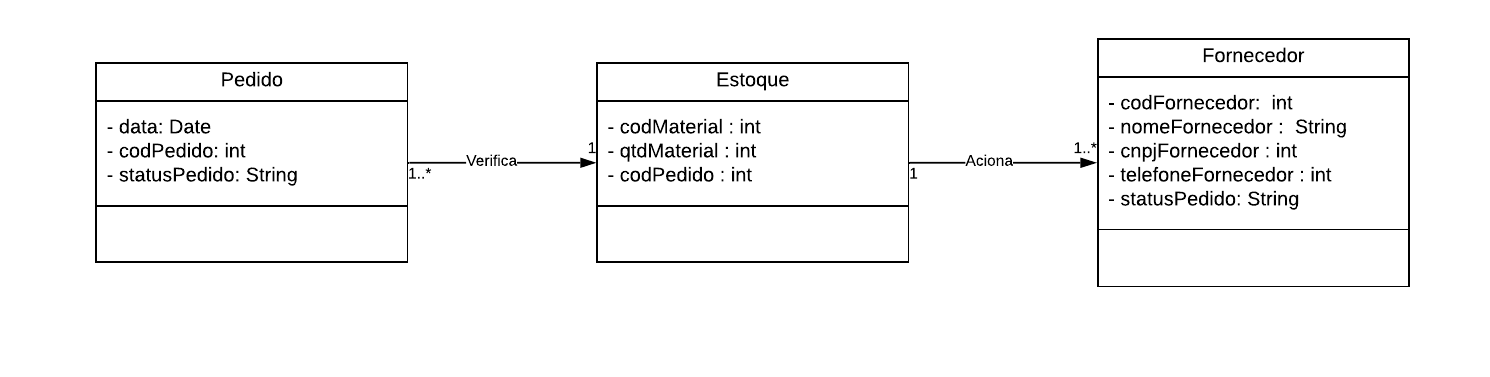 Pedido
- data: Date
- codPedido: int
- statusPedido: String
1..*
Verifica
1
Estoque
- codMaterial : int
- qtdMaterial : int
- codPedido : int
1
Aciona
1..*
Fornecedor
- codFornecedor:  int
- nomeFornecedor :  String
- cnpjFornecedor : int
- telefoneFornecedor : int
- statusPedido: String